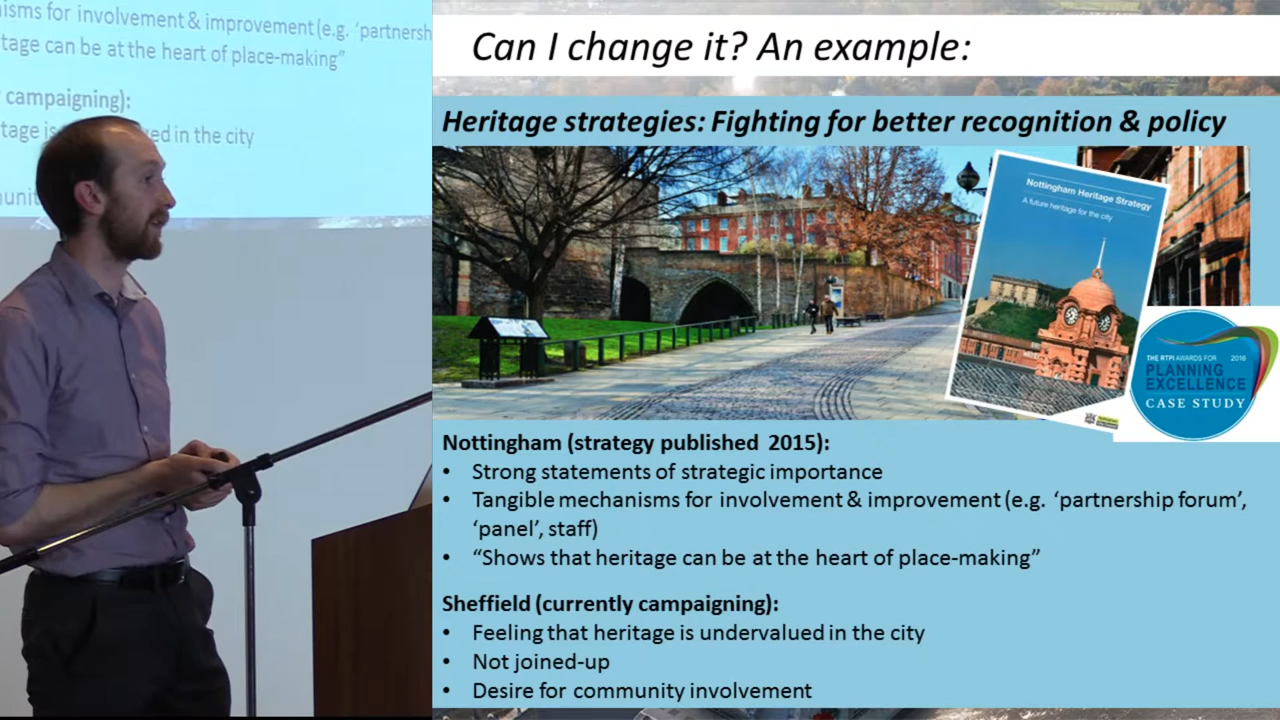 isms for involvement & improvement (e.g. 'partnersh
tage can be at the heart of place-making"
campaigning):
tage is
ed in the city
Can I change it? An example:
Heritage strategies: Fighting for better recognition & policy
Nottingham Heritage Strategy
A future heritage for the city
THE RTPI AWARDS FOR 2016
PLANNING
EXCELLENCE
CASE STUDY
Nottingham (strategy published 2015):
• Strong statements of strategic importance
• Tangible mechanisms for involvement & improvement (e.g. 'partnership forum',
'panel', staff)
• "Shows that heritage can be at the heart of place-making"
Sheffield (currently campaigning):
• Feeling that heritage is undervalued in the city
• Not joined-up
• Desire for community involvement